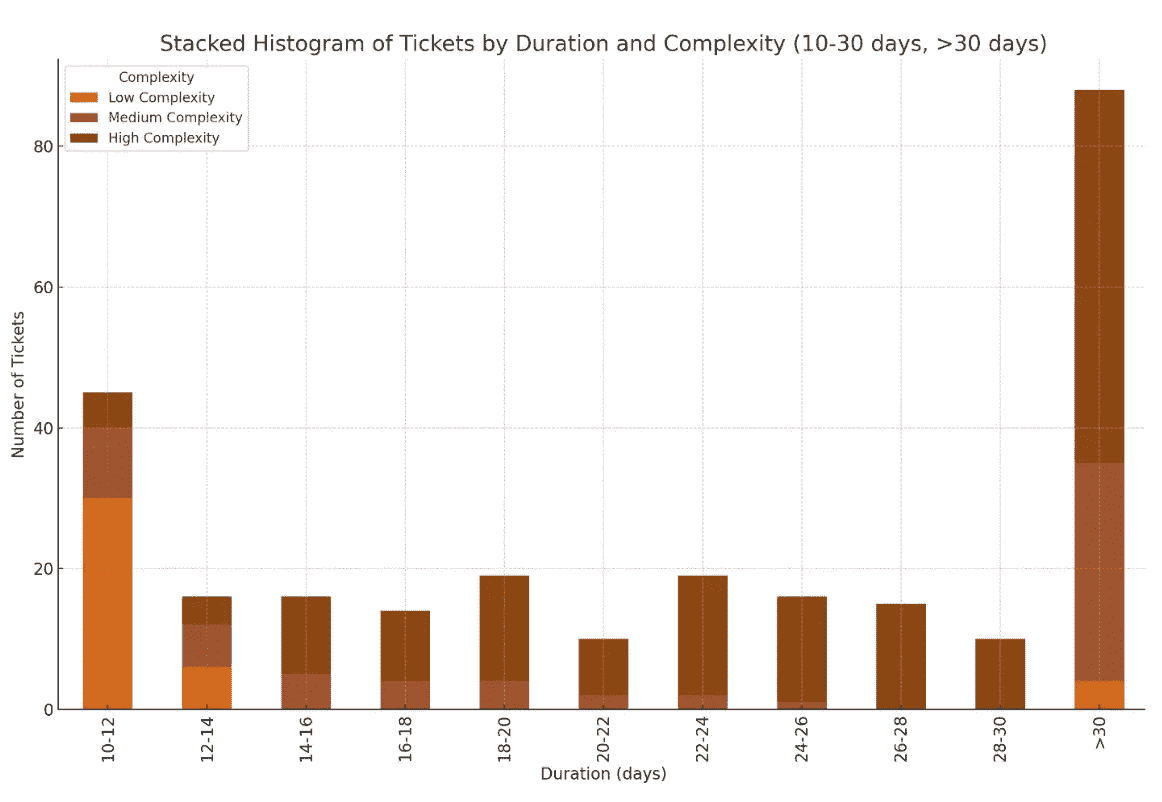 Stacked Histogram of Tickets by Duration and Complexity (10-30 days, >30 days)
Complexity
Low Complexity
Medium Complexity
High Complexity
Number of Tickets
80
60
40
20
0
10-12
12-14
14-16
16-18
18-20
20-22
22-24
24-26
26-28
28-30
>30
Duration (days)